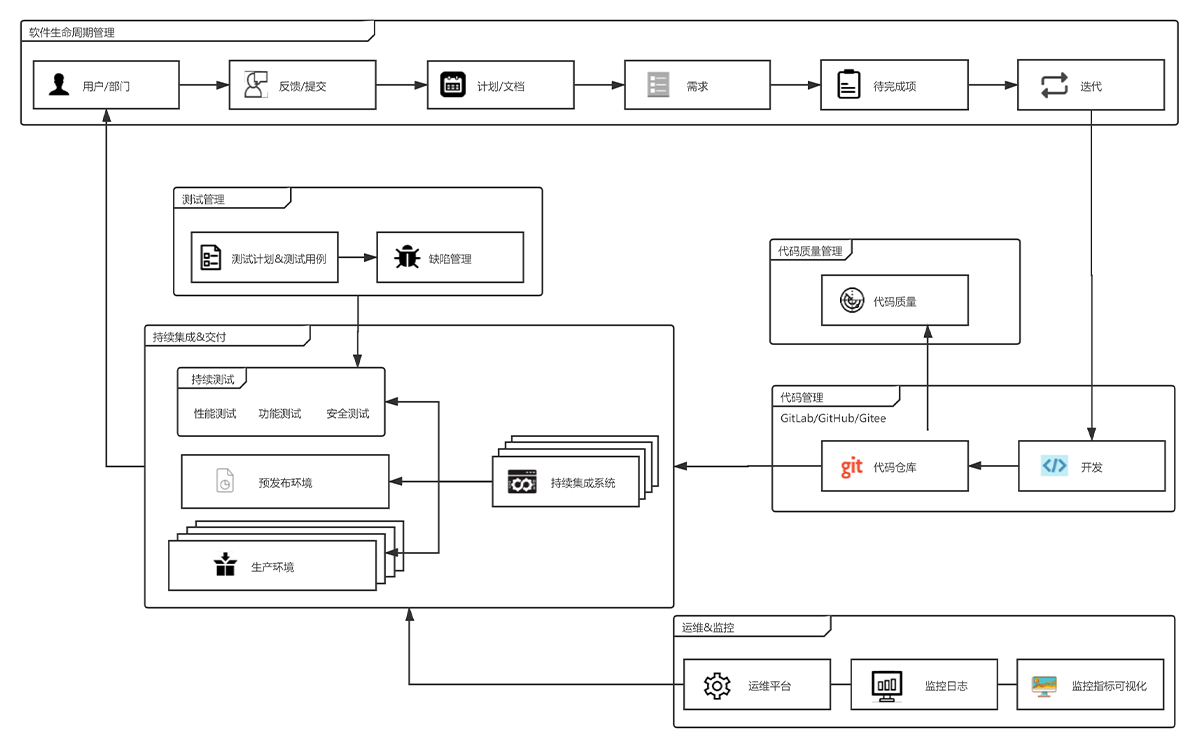 软件生命周期管理
用户/部门
反馈/提交
计划/文档
需求
待完成项
迭代
测试管理
测试计划&测试用例
缺陷管理
代码质量管理
代码质量
持续集成&交付
持续测试
性能测试
功能测试
安全测试
预发布环境
生产环境
持续集成系统
代码管理
GitLab/GitHub/Gitee
git
代码仓库
</>
开发
运维&监控
运维平台
监控日志
监控指标可视化